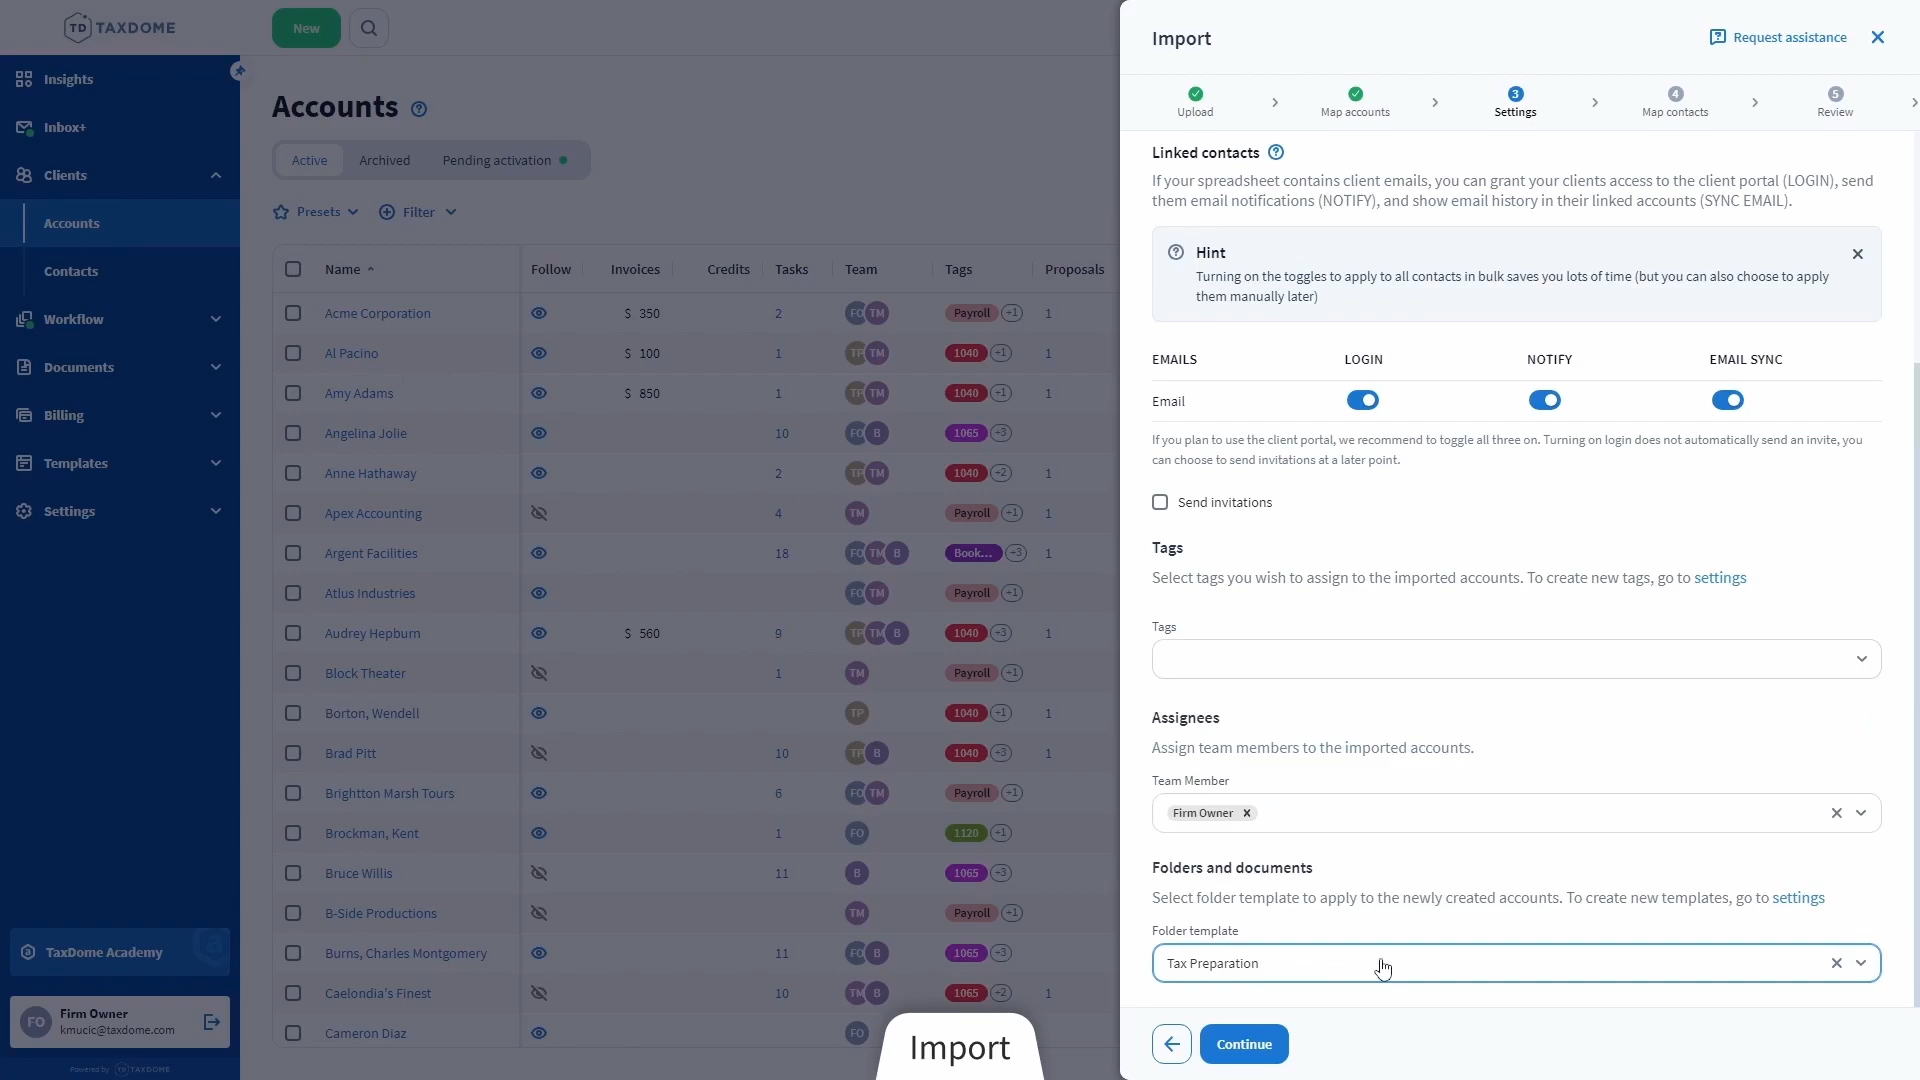 TD TAXDOME
New
Insights
Inbox+
Clients
Accounts
Contacts
Workflow
Documents
Billing
Templates
Settings
TaxDome Academy
FO Firm Owner
kmucic@taxdome.com
Powered by TD TAXDOME
Accounts
Active Archived Pending activation
Presets Filter
Name Follow Invoices Credits Tasks Team Tags Proposals
Acme Corporation $ 350 2 FO TM Payroll +1 1
Al Pacino $ 100 1 TP TM 1040 +1 1
Amy Adams $ 850 1 TP TM 1040 +1 1
Angelina Jolie 10 FO B 1065 +3
Anne Hathaway 2 TP TM 1040 +2 1
Apex Accounting 4 TM Payroll +1 1
Argent Facilities 18 FO TM B Book... +3 1
Atlus Industries FO TM Payroll +1
Audrey Hepburn $ 560 9 TP TM B 1040 +3 1
Block Theater 1 TM Payroll +1
Borton, Wendell TP 1040 +1 1
Brad Pitt 10 TP B 1040 +3 1
Brightton Marsh Tours 6 FO TM Payroll +1
Brockman, Kent 1 FO 1120 +1
Bruce Willis 11 B 1065 +3
B-Side Productions TM Payroll +1
Burns, Charles Montgomery 11 FO B 1065 +3
Caelondia's Finest 10 TM B 1065 +2 1
Cameron Diaz FO
Import
Import
Request assistance
Upload
Map accounts
3 Settings
4 Map contacts
5 Review
Linked contacts
If your spreadsheet contains client emails, you can grant your clients access to the client portal (LOGIN), send
them email notifications (NOTIFY), and show email history in their linked accounts (SYNC EMAIL).
Hint
Turning on the toggles to apply to all contacts in bulk saves you lots of time (but you can also choose to apply
them manually later)
EMAILS LOGIN NOTIFY EMAIL SYNC
Email
If you plan to use the client portal, we recommend to toggle all three on. Turning on login does not automatically send an invite, you
can choose to send invitations at a later point.
Send invitations
Tags
Select tags you wish to assign to the imported accounts. To create new tags, go to settings
Tags
Assignees
Assign team members to the imported accounts.
Team Member
Firm Owner
Folders and documents
Select folder template to apply to the newly created accounts. To create new templates, go to settings
Folder template
Tax Preparation
Continue